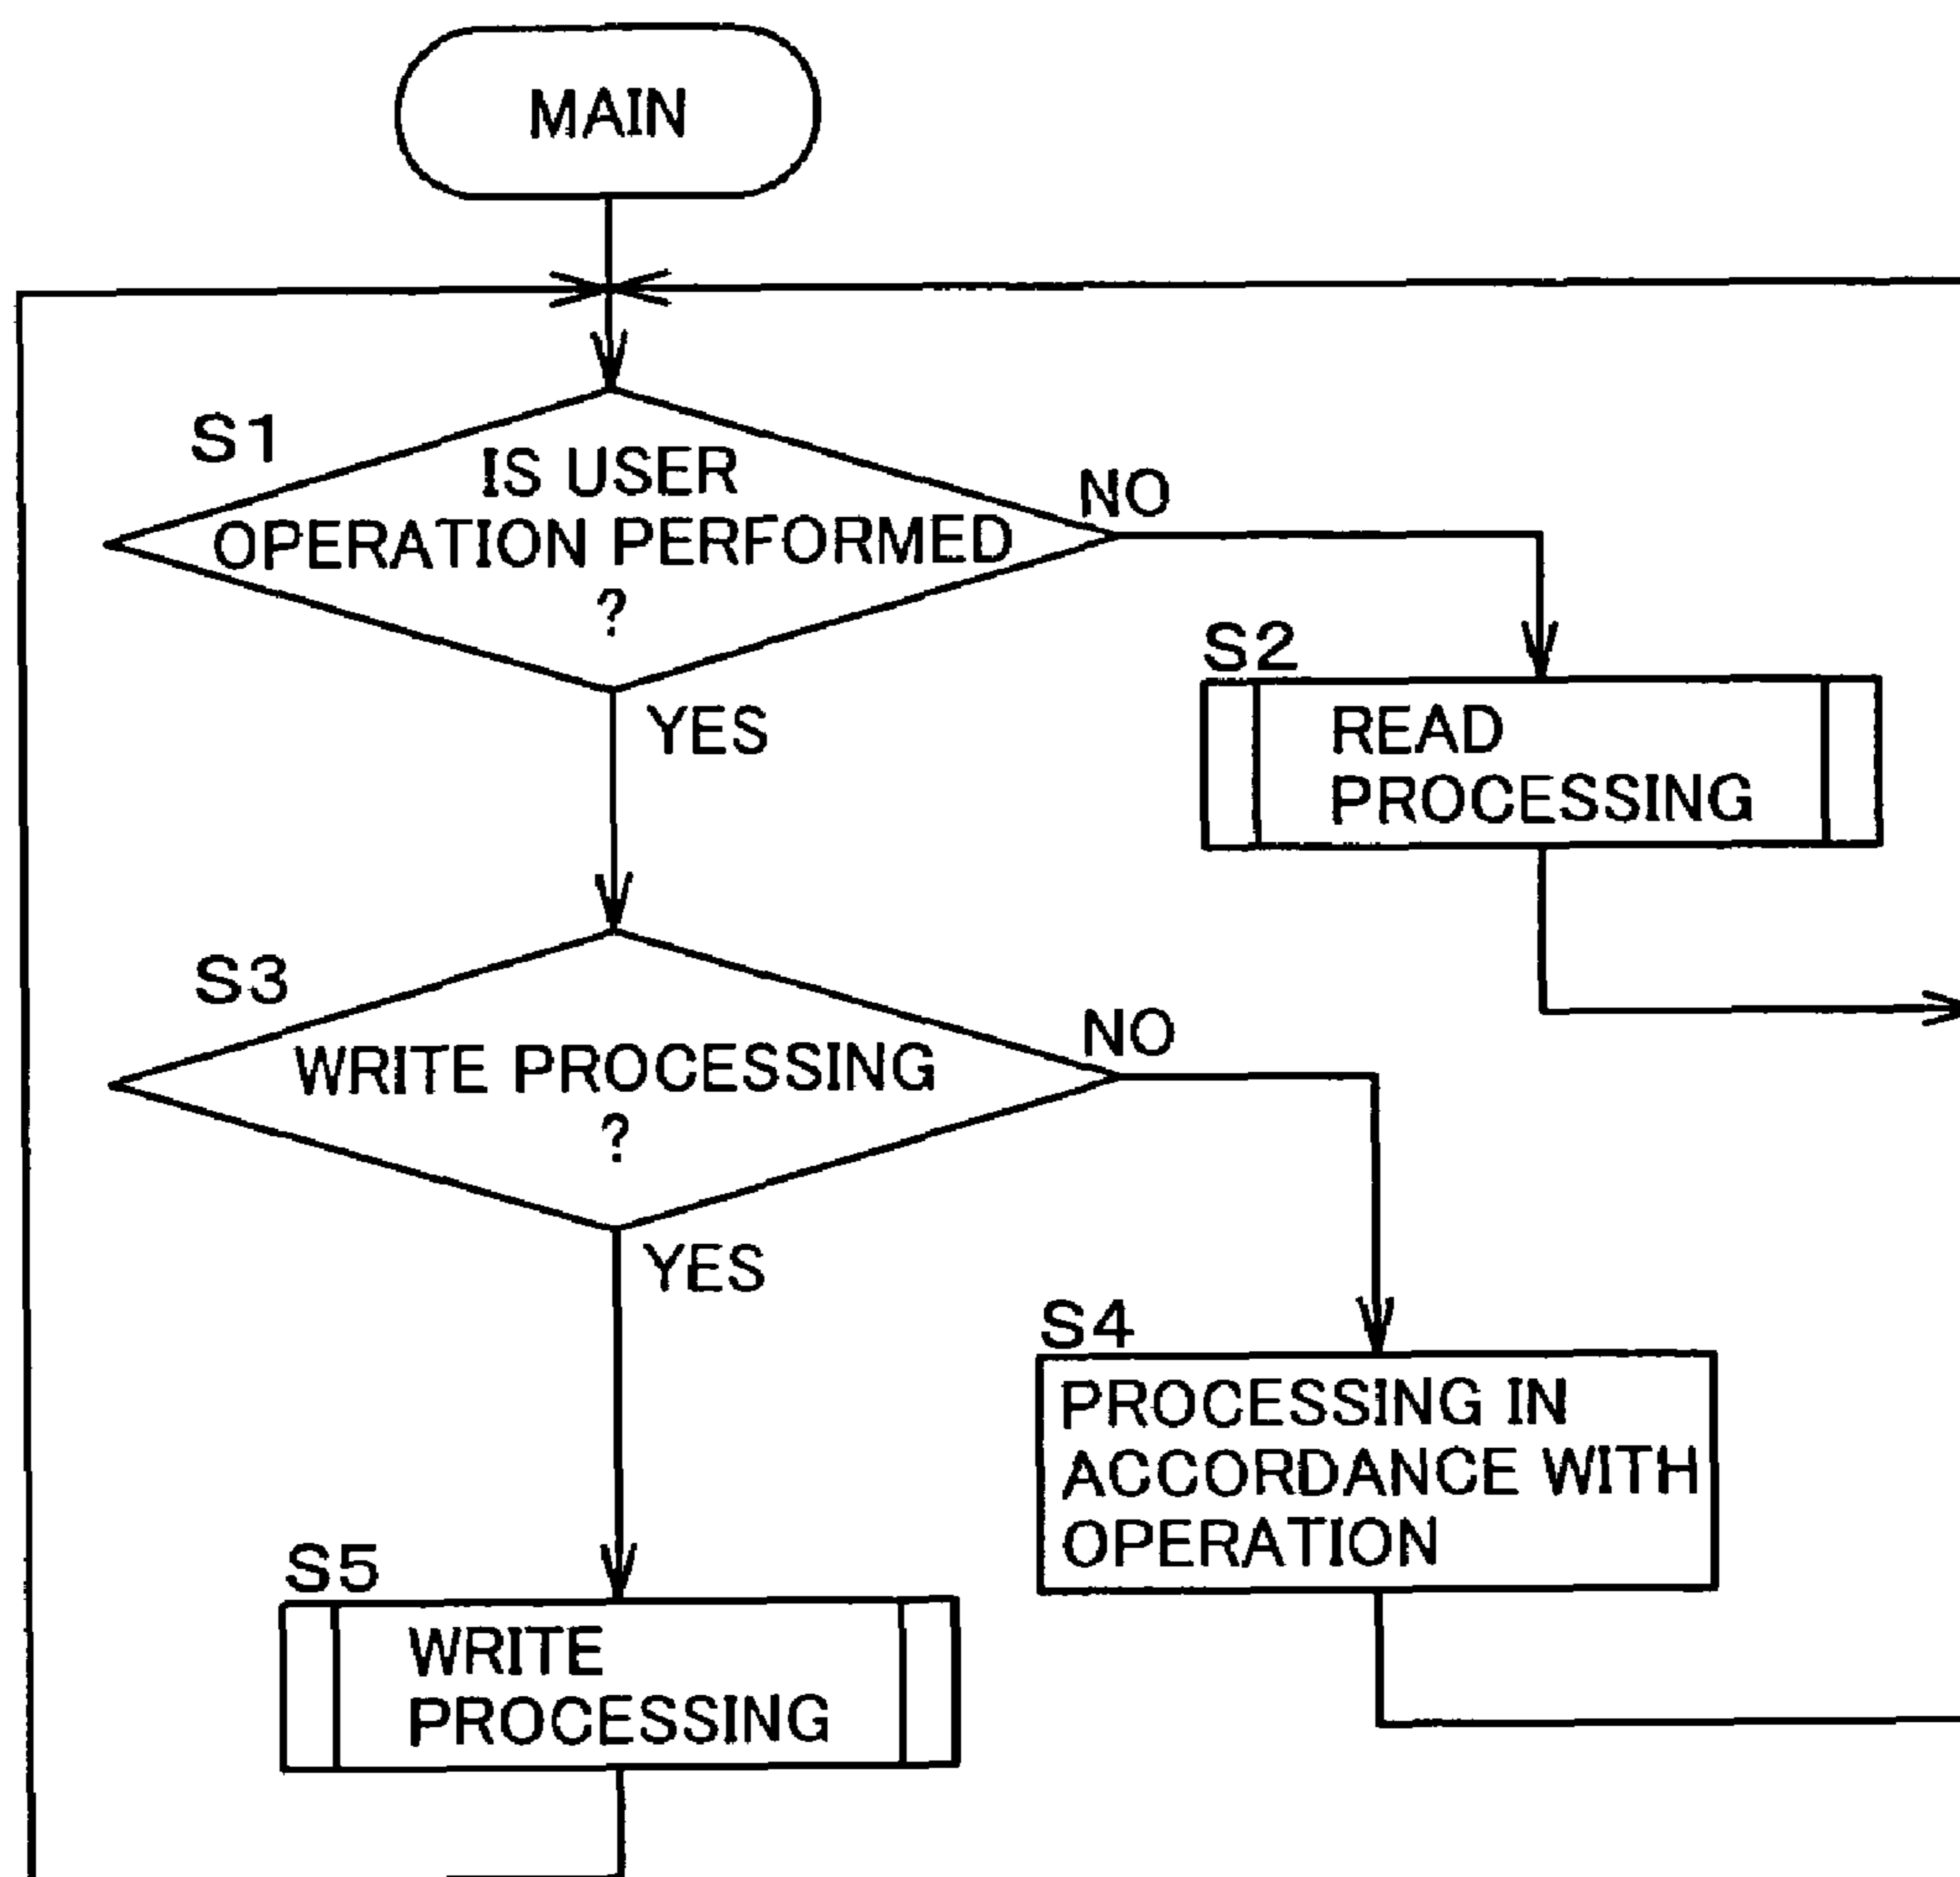 MAIN
S1
IS USER
OPERATION PERFORMED
?
NO
YES
S2
READ
PROCESSING
S3
WRITE PROCESSING
?
NO
YES
S4
PROCESSING IN
ACCORDANCE WITH
OPERATION
S5
WRITE
PROCESSING